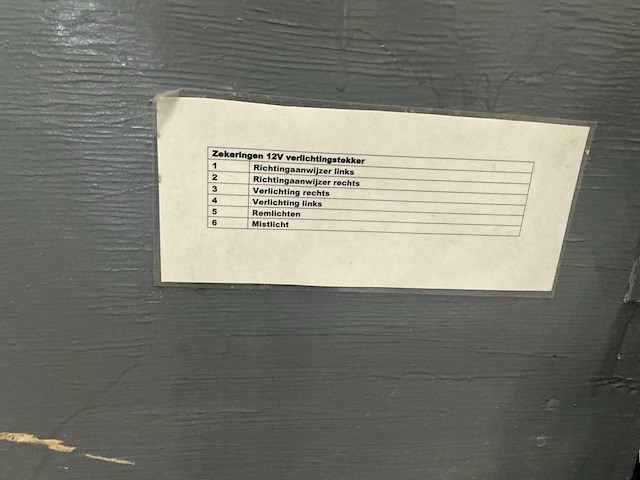 Zekeringen 12V verlichtingstekker
1 Richtingaanwijzer links
2 Richtingaanwijzer rechts
3 Verlichting rechts
4 Verlichting links
5 Remlichten
6 Mistlicht